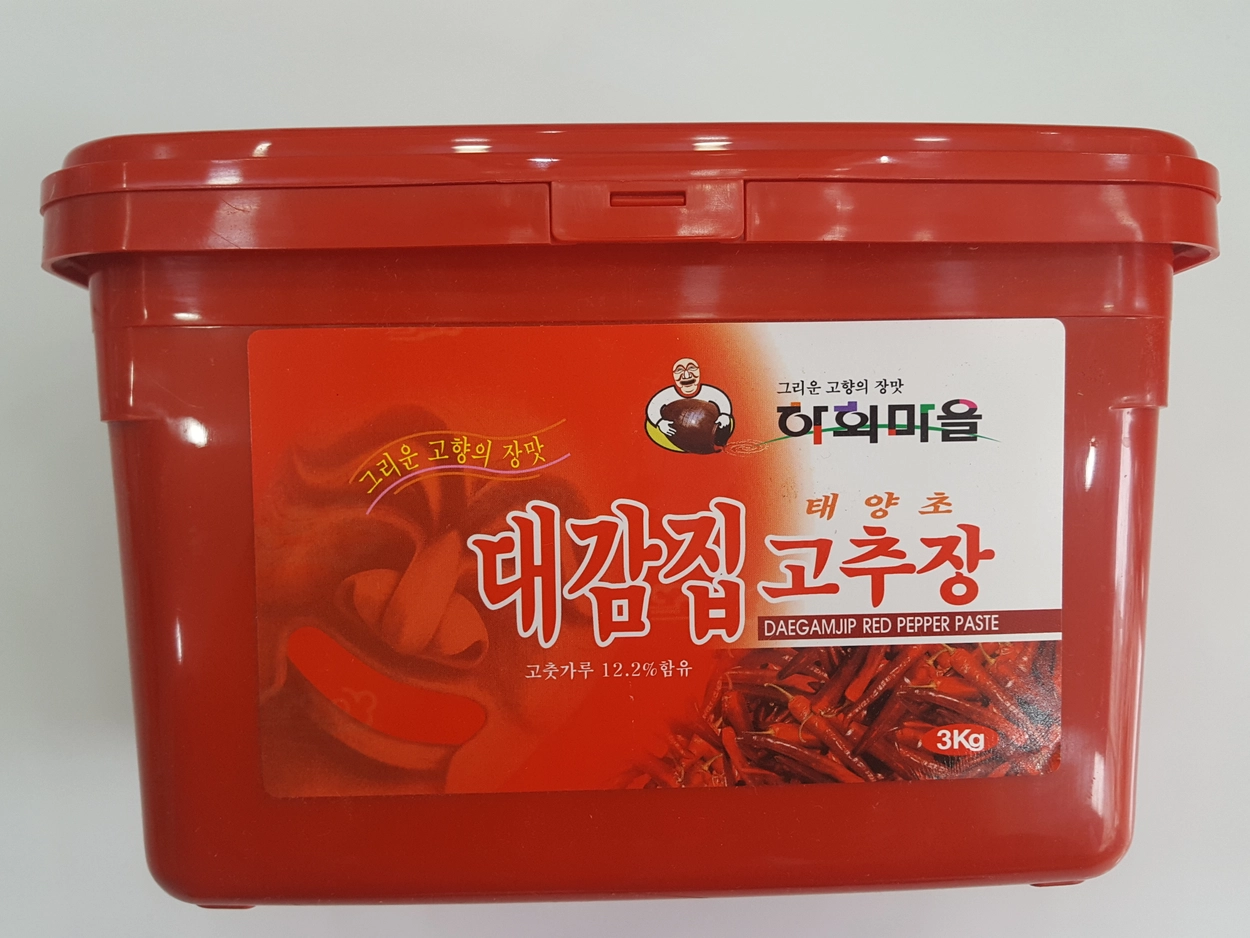 그리운 고향의 장맛
하회마을
그리운 고향의 장맛
태양초
대감집 고추장
DAEGAMJIP RED PEPPER PASTE
고춧가루 12.2%함유
3Kg